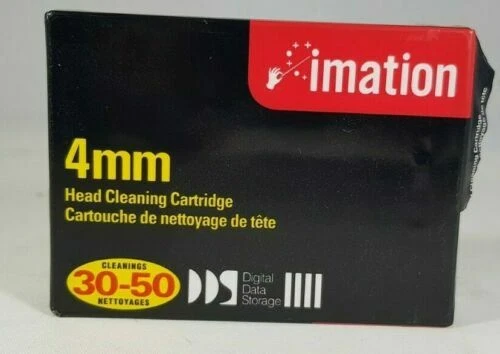 imation
4mm
Head Cleaning Cartridge
Cartouche de nettoyage de tête
CLEANINGS
30-50
NETTOYAGES
DDS
Digital
Data
Storage